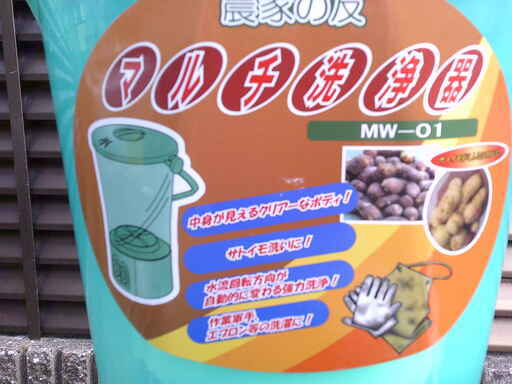 農家の友
マルチ洗浄器
MW-01
中身が見えるクリアーなボディ!
サトイモ洗いに!
水流回転方向が
自動的に変わる強力洗浄!
作業軍手、
エプロン等の洗濯に!